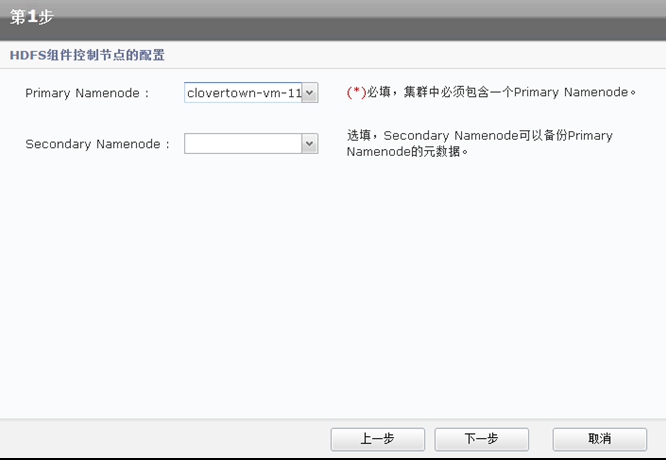 第1步
HDFS组件控制节点的配置
Primary Namenode :
clovertown-vm-11
(*)必填，集群中必须包含一个Primary Namenode。
Secondary Namenode :
选填，Secondary Namenode可以备份Primary
Namenode的元数据。
上一步
下一步
取消